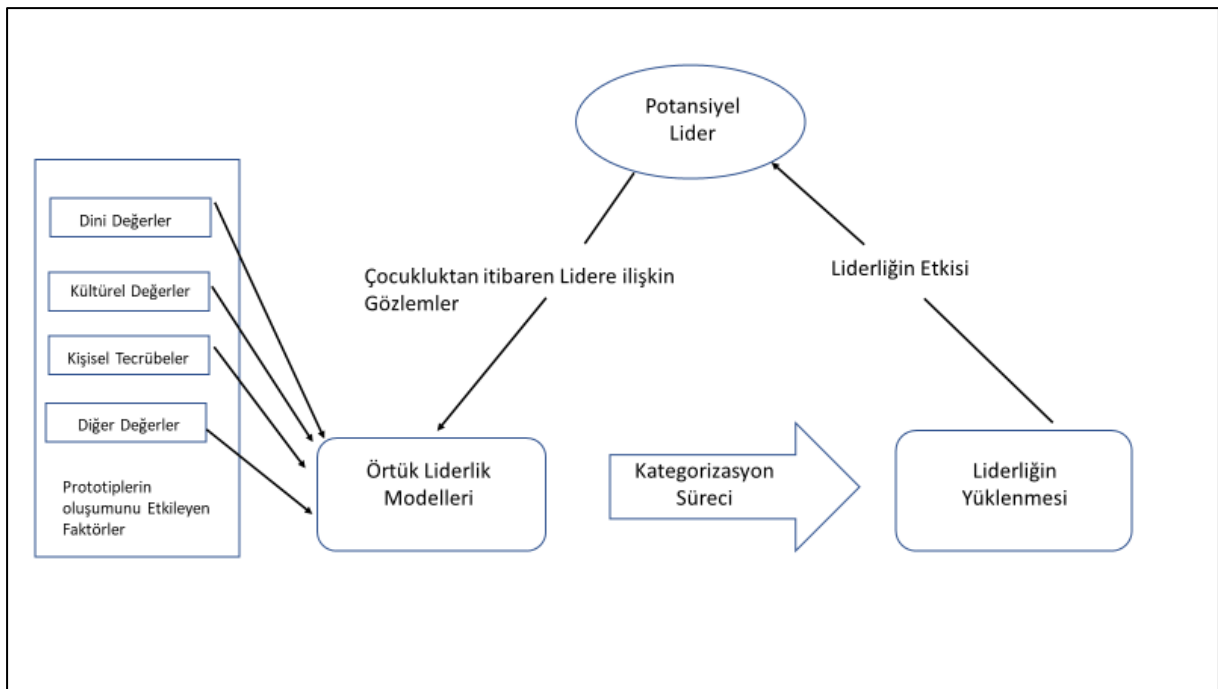 Potansiyel
Lider
Dini Değerler
Kültürel Değerler
Kişisel Tecrübeler
Diğer Değerler
Prototiplerin
oluşumunu Etkileyen
Faktörler
Çocukluktan itibaren Lidere ilişkin
Gözlemler
Liderliğin Etkisi
Örtük Liderlik
Modelleri
Kategorizasyon
Süreci
Liderliğin
Yüklenmesi